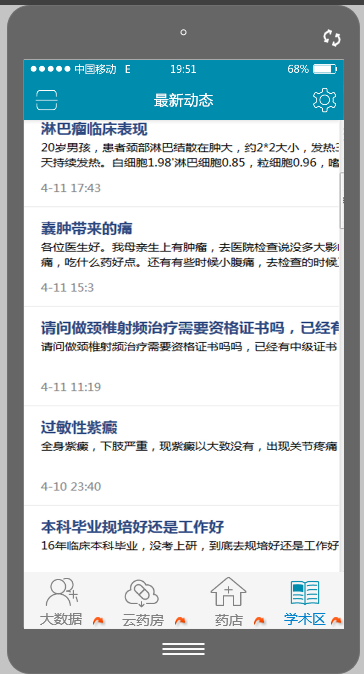 中国移动 E 19:51 68%
最新动态
淋巴瘤临床表现
20岁男孩，患者颈部淋巴结散在肿大，约2*2大小，发热
天持续发热。白细胞1.98`淋巴细胞0.85，粒细胞0.96，嗜
4-11 17:43
囊肿带来的痛
各位医生好。我母亲生上有肿瘤，去医院检查说没多大影
痛，吃什么药好点。还有有些时候小腹痛，去检查的时候
4-11 15:3
请问做颈椎射频治疗需要资格证书吗，已经有
请问做颈椎射频治疗需要资格证书吗吗，已经有中级证书
4-11 11:19
过敏性紫癜
全身紫癜，下肢严重，现紫癜以大致没有，出现关节疼痛
4-10 23:40
本科毕业规培好还是工作好
16年临床本科毕业，没考上研，到底去规培好还是工作好
大数据 云药房 药店 学术区